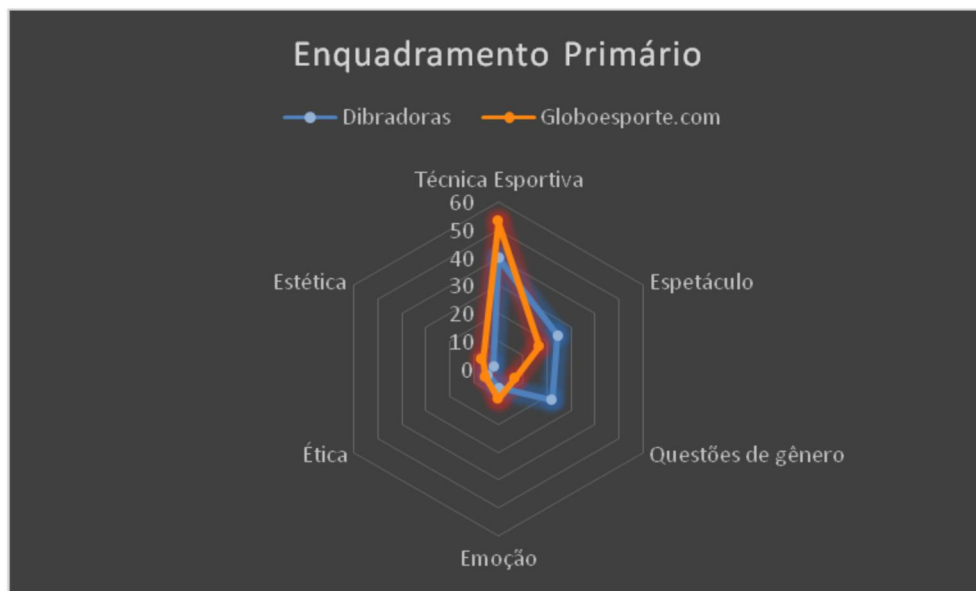 Enquadramento Primário
Dibradoras Globoesporte.com
Técnica Esportiva
60
50
Estética
40
Espetáculo
30
20
10
0
Ética
Questões de gênero
Emoção